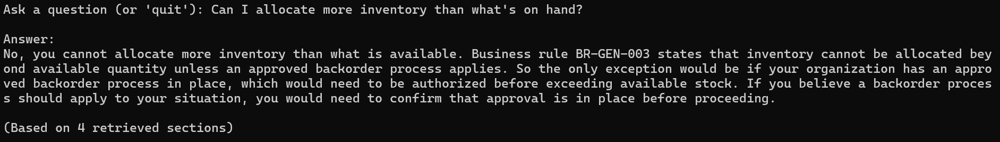 Ask a question (or 'quit'): Can I allocate more inventory than what's on hand?
Answer:
No, you cannot allocate more inventory than what is available. Business rule BR-GEN-003 states that inventory cannot be allocated bey
ond available quantity unless an approved backorder process applies. So the only exception would be if your organization has an appro
ved backorder process in place, which would need to be authorized before exceeding available stock. If you believe a backorder proces
s should apply to your situation, you would need to confirm that approval is in place before proceeding.
(Based on 4 retrieved sections)